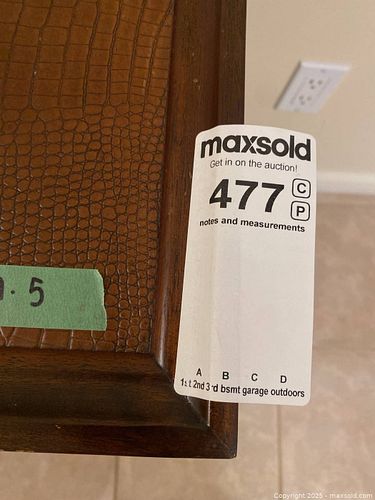 maxsold
Get in on the auction!
477 C
P
notes and measurements
.5
A B C D
1st 2nd 3rd bsmt garage outdoors
Copyright 2025 - maxsold.com